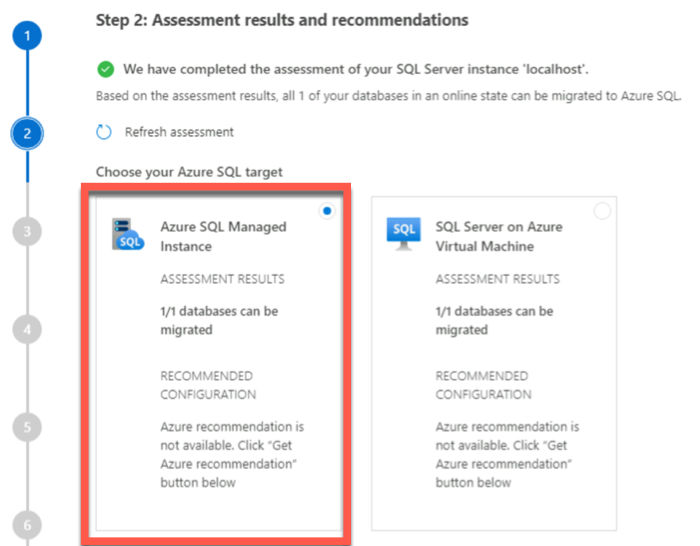 Step 2: Assessment results and recommendations
1
We have completed the assessment of your SQL Server instance 'localhost'.
Based on the assessment results, all 1 of your databases in an online state can be migrated to Azure SQL.
2
Refresh assessment
Choose your Azure SQL target
3
SQL
Azure SQL Managed
Instance
ASSESSMENT RESULTS
1/1 databases can be
migrated
RECOMMENDED
CONFIGURATION
Azure recommendation is
not available. Click "Get
Azure recommendation"
button below
SQL
SQL Server on Azure
Virtual Machine
ASSESSMENT RESULTS
1/1 databases can be
migrated
RECOMMENDED
CONFIGURATION
Azure recommendation is
not available. Click "Get
Azure recommendation"
button below
4
5
6